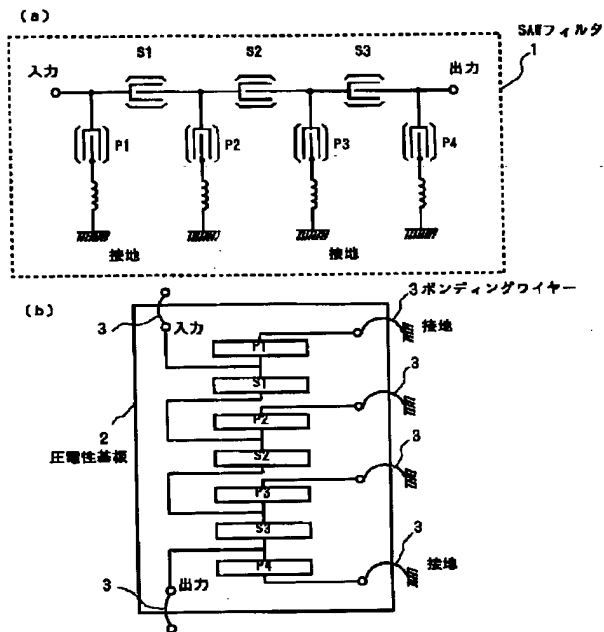 (a)
SAWフィルタ
1
入力
S1
S2
S3
出力
P1
P2
P3
P4
接地
接地
(b)
3
入力
3ボンディングワイヤー
接地
P1
S1
3
P2
2
圧電性基板
S2
3
P3
S3
3
接地
P4
出力
3